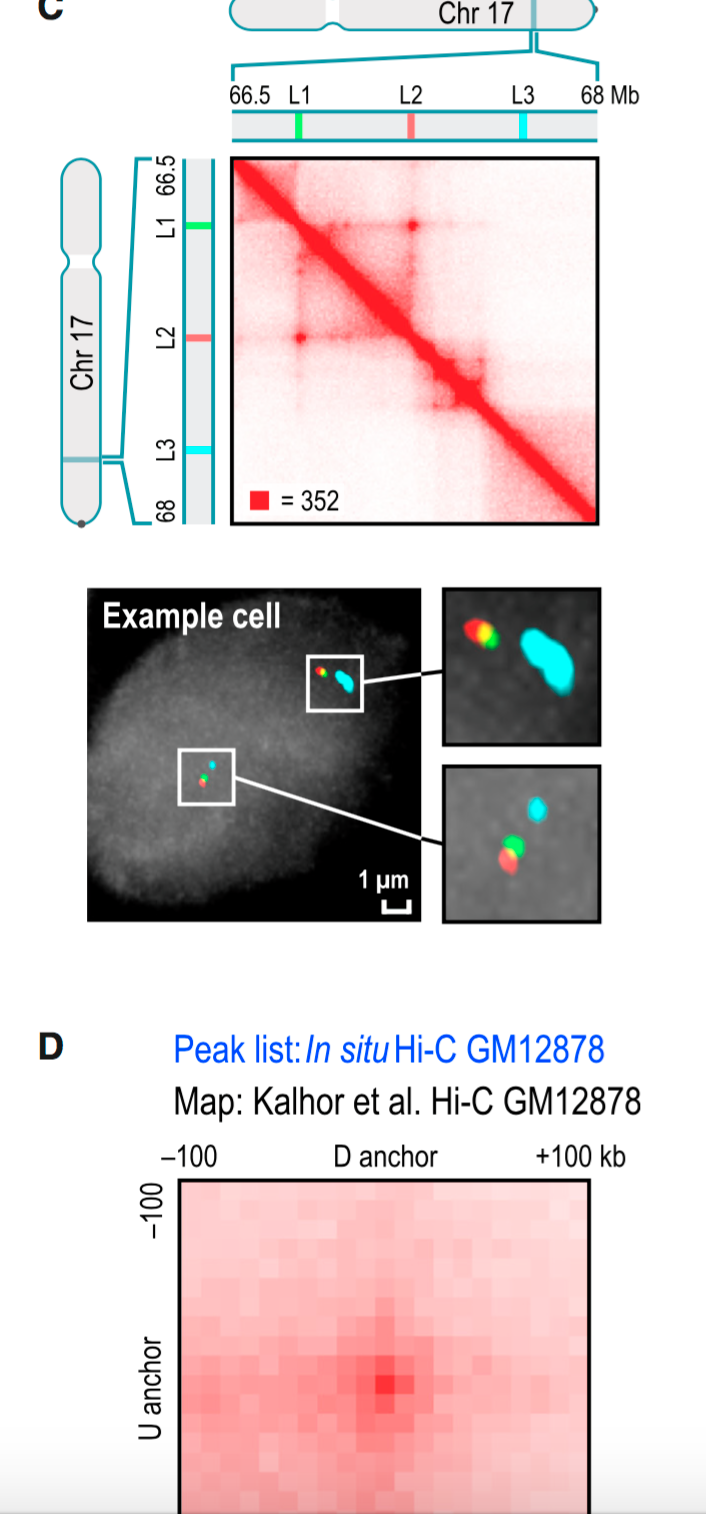 C
Chr 17
66.5 L1 L2 L3 68 Mb
66.5
L1
L2
L3
68
Chr 17
= 352
Example cell
1 μm
D
Peak list: In situ Hi-C GM12878
Map: Kalhor et al. Hi-C GM12878
–100 D anchor +100 kb
–100
U anchor